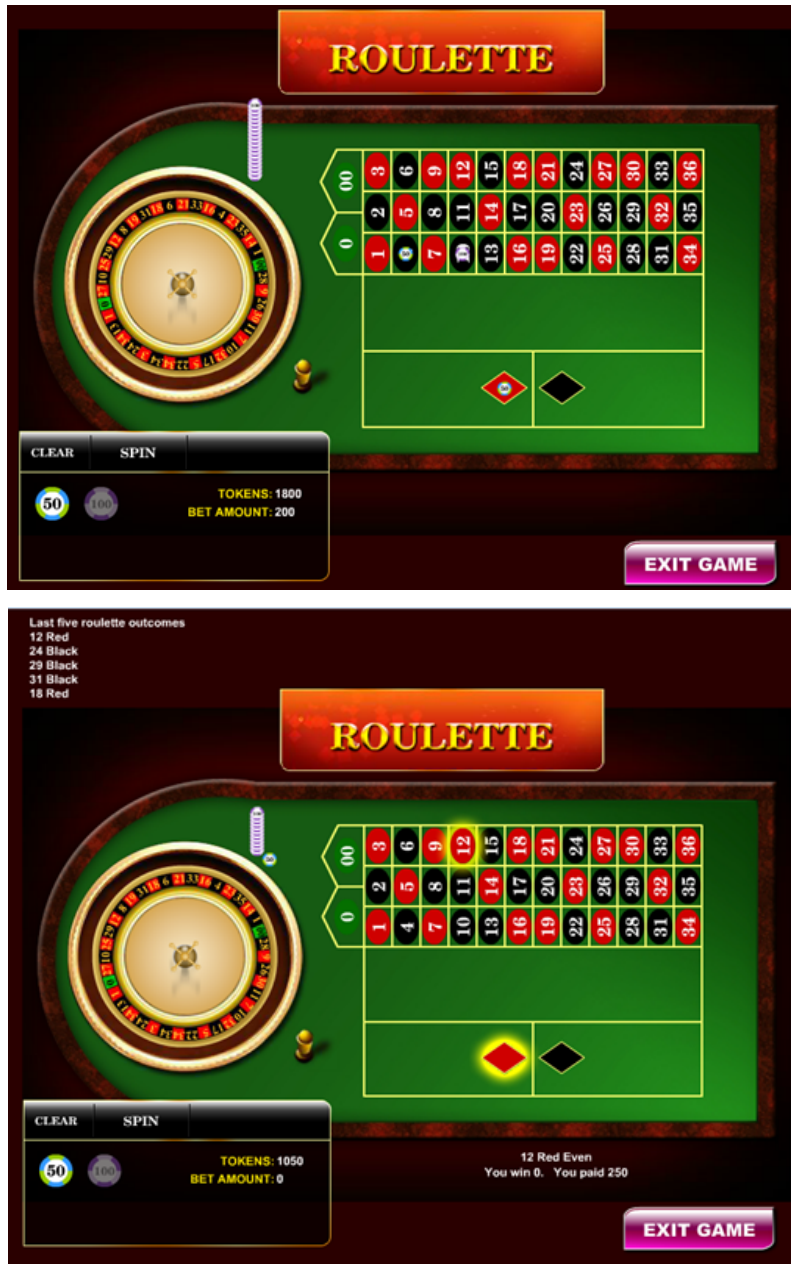 ROULETTE
00 3 6 9 12 15 18 21 24 27 30 33 36
2 5 8 11 14 17 20 23 26 29 32 35
0 1 7 13 16 19 22 25 28 31 34
50
CLEAR SPIN
50 100
TOKENS: 1800
BET AMOUNT: 200
EXIT GAME
Last five roulette outcomes
12 Red
24 Black
29 Black
31 Black
18 Red
ROULETTE
50
00 3 6 9 12 15 18 21 24 27 30 33 36
2 5 8 11 14 17 20 23 26 29 32 35
0 1 4 7 10 13 16 19 22 25 28 31 34
CLEAR SPIN
50 100
TOKENS: 1050
BET AMOUNT: 0
12 Red Even
You win 0. You paid 250
EXIT GAME